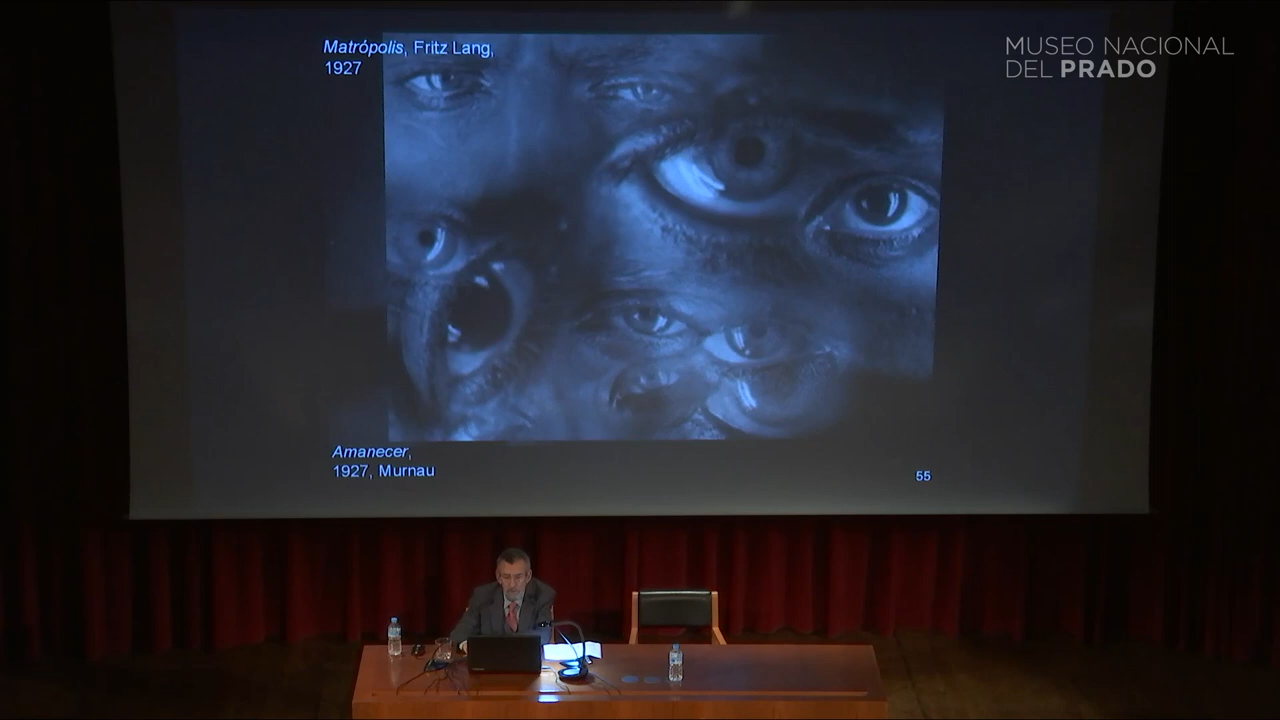 Matrópolis, Fritz Lang,
1927
MUSEO NACIONAL
DEL PRADO
Amanecer,
1927, Murnau
55